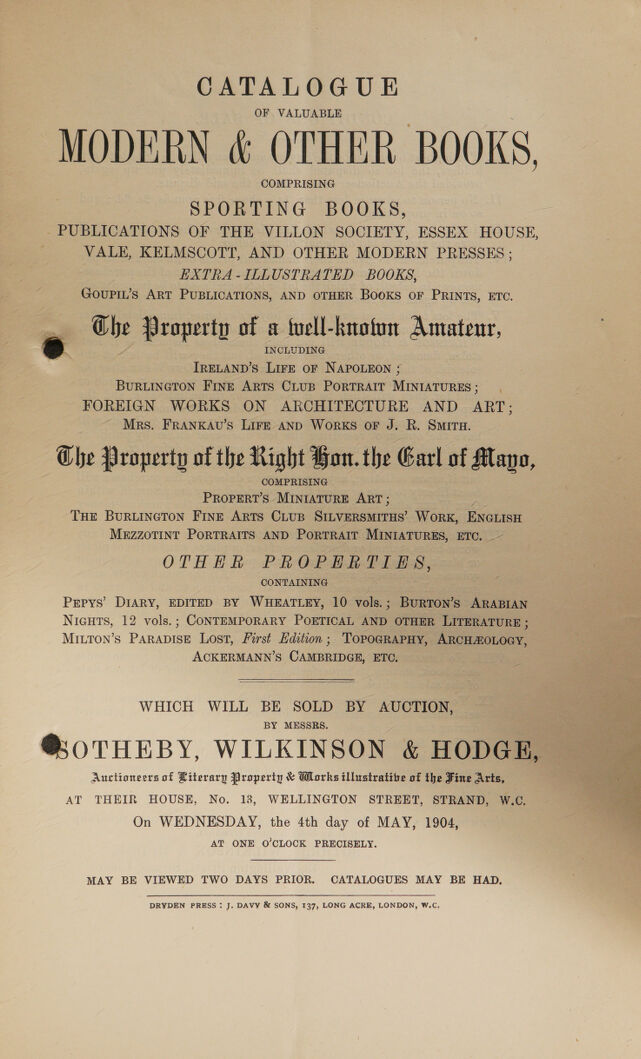 CATALOGUE
OF VALUABLE
MODERN & OTHER BOOKS,
COMPRISING
SPORTING BOOKS,
PUBLICATIONS OF THE VILLON SOCIETY, ESSEX HOUSE,
VALE, KELMSCOTT, AND OTHER MODERN PRESSES;
EXTRA-ILLUSTRATED BOOKS,
GOUPIL'S ART PUBLICATIONS, AND OTHER BOOKS OF PRINTS, ETC.
The Property of a well-known Amateur,
INCLUDING
IRELAND'S LIFE OF NAPOLEON;
BURLINGTON FINE ARTS CLUB PORTRAIT MINIATURES;
FOREIGN WORKS ON ARCHITECTURE AND ART;
MRS. FRANKAU'S LIFE AND WORKS OF J. R. SMITH.
The Property of the Right Hon. the Earl of Mayo,
COMPRISING
PROPERT'S MINIATURE ART;
THE BURLINGTON FINE ARTS CLUB SILVERSMITHS' WORK, ENGLISH
MEZZOTINT PORTRAITS AND PORTRAIT MINIATURES, ETC.
OTHER PROPERTIES,
CONTAINING
PEPYS' DIARY, EDITED BY WHEATLEY, 10 vols.; BURTON'S ARABIAN
NIGHTS, 12 vols.; CONTEMPORARY POETICAL AND OTHER LITERATURE;
MILTON'S PARADISE LOST, First Edition; TOPOGRAPHY, ARCHÆOLOGY,
ACKERMANN'S CAMBRIDGE, ETC.
WHICH WILL BE SOLD BY AUCTION,
BY MESSRS.
SOTHEBY, WILKINSON & HODGE,
Auctioneers of Literary Property & Works illustrative of the Fine Arts,
AT THEIR HOUSE, No. 13, WELLINGTON STREET, STRAND, W.C.
On WEDNESDAY, the 4th day of MAY, 1904,
AT ONE O'CLOCK PRECISELY.
MAY BE VIEWED TWO DAYS PRIOR. CATALOGUES MAY BE HAD.
DRYDEN PRESS: J. DAVY & SONS, 137, LONG ACRE, LONDON, W.C.